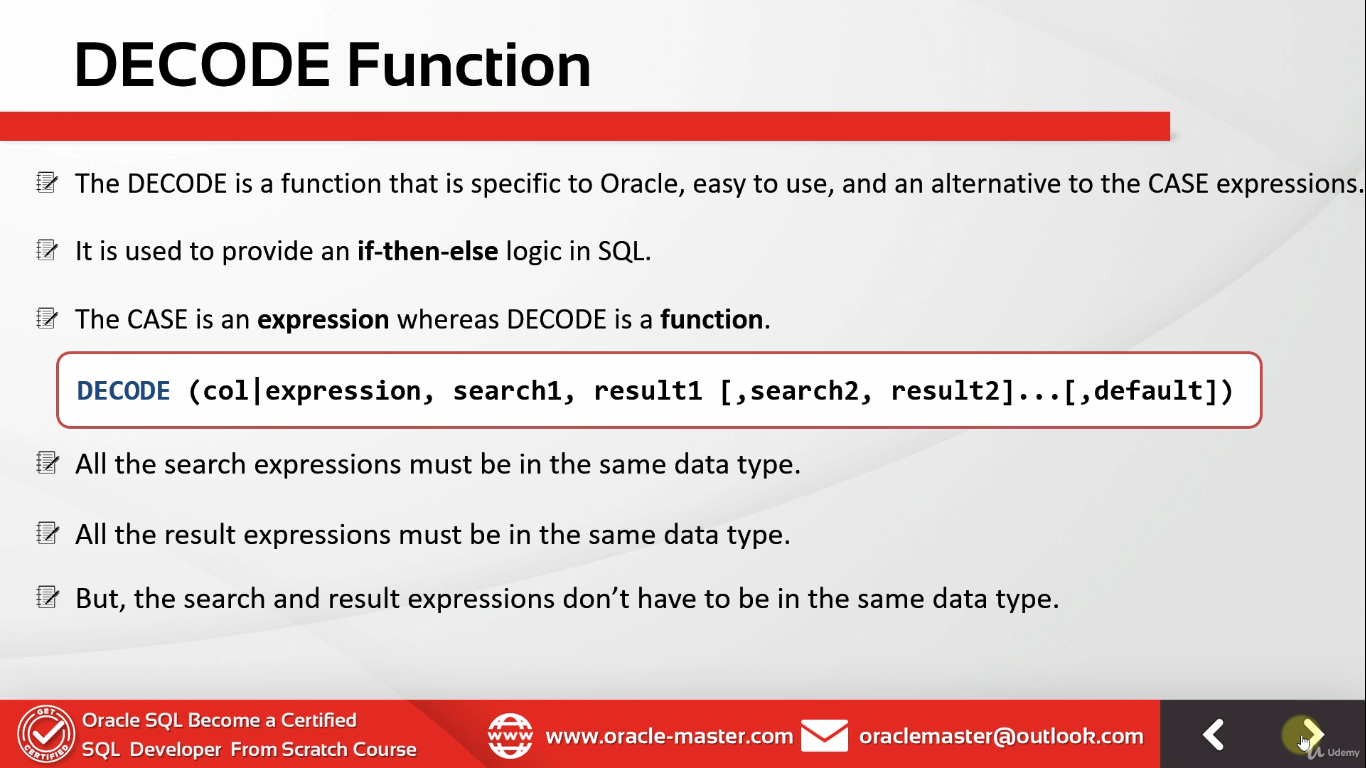 DECODE Function
The DECODE is a function that is specific to Oracle, easy to use, and an alternative to the CASE expressions.
It is used to provide an if-then-else logic in SQL.
The CASE is an expression whereas DECODE is a function.
DECODE (col|expression, search1, result1 [,search2, result2]...[,default])
All the search expressions must be in the same data type.
All the result expressions must be in the same data type.
But, the search and result expressions don’t have to be in the same data type.
GET CERTIFIED
Oracle SQL Become a Certified
SQL Developer From Scratch Course
WWW
www.oracle-master.com
oraclemaster@outlook.com
Udemy